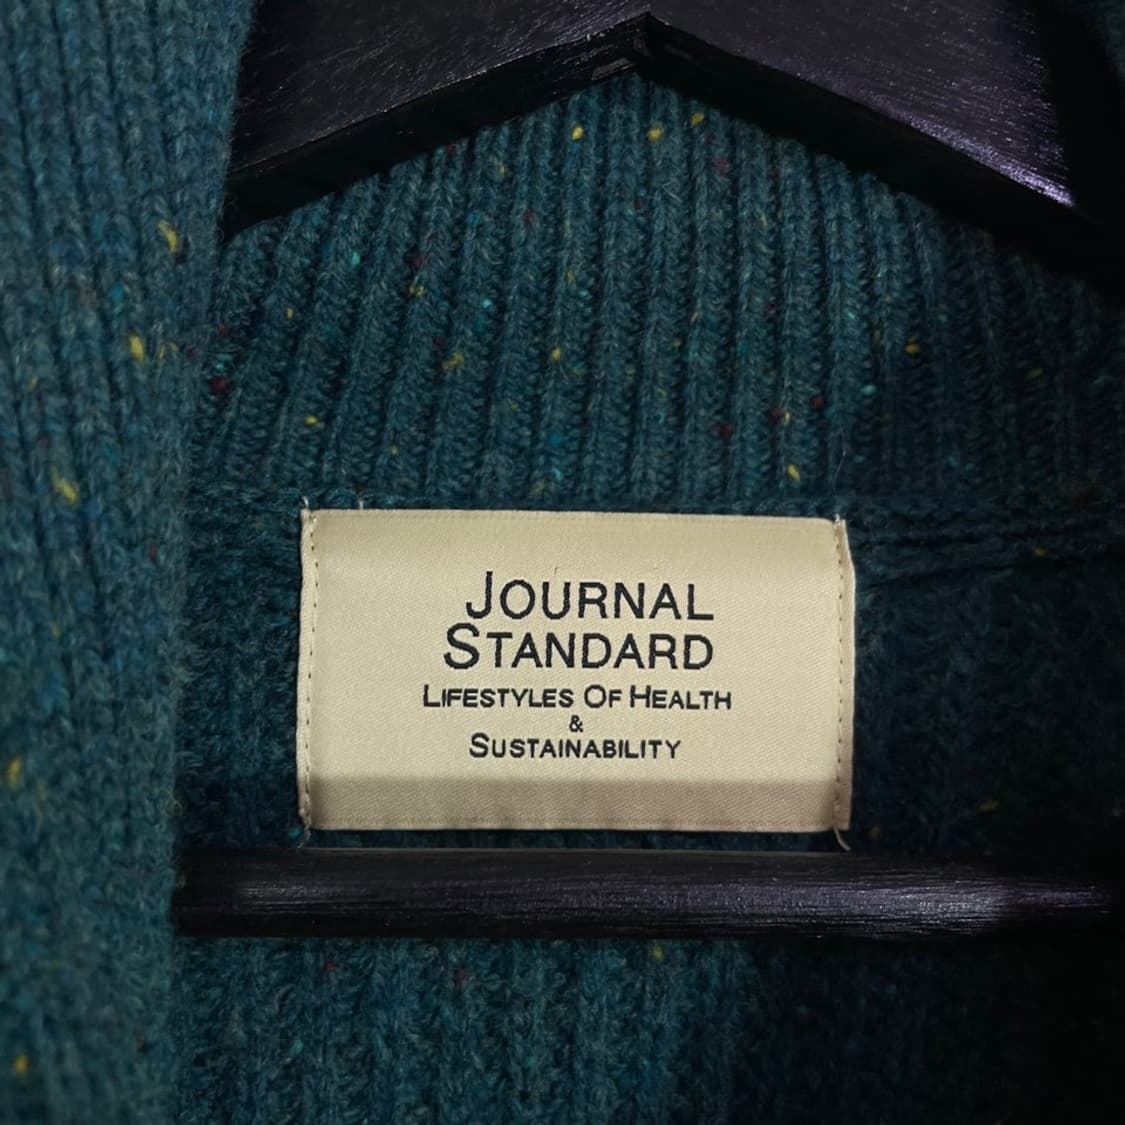 JOURNAL
STANDARD
LIFESTYLES OF HEALTH
&
SUSTAINABILITY